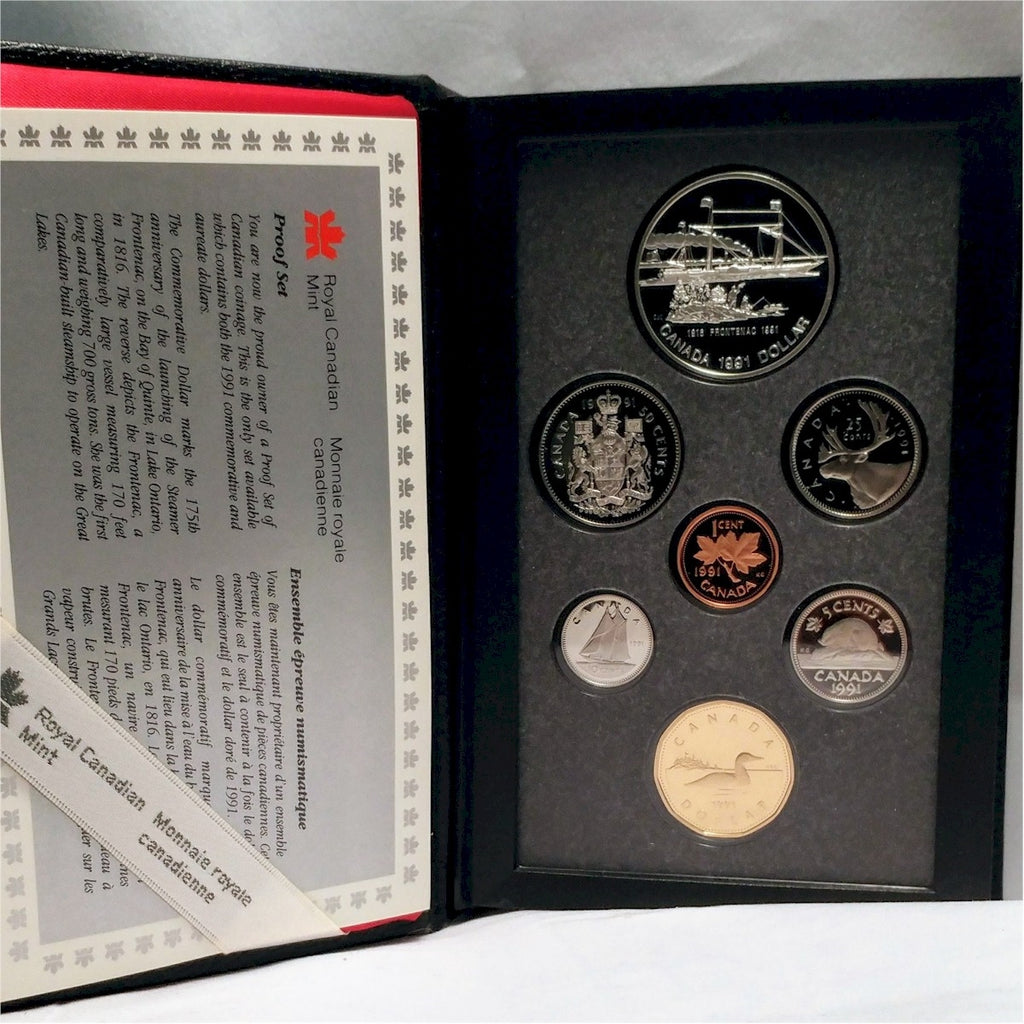 Royal Canadian
Mint
Monnaie royale
canadienne
Proof Set
You are now the proud owner of a Proof Set of
Canadian coinage. This is the only set available
which contains both the 1991 commemorative and
aureate dollars.
The Commemorative Dollar marks the 175th
anniversary of the launching of the Steamer
Frontenac, on the Bay of Quinte, in Lake Ontario,
in 1816. The reverse depicts the Frontenac, a
comparatively large vessel measuring 170 feet
long and weighing 700 gross tons. She was the first
Canadian-built steamship to operate on the Great
Lakes.
Ensemble épreuve numismatique
Vous êtes maintenant propriétaire d'un ensemble
épreuve numismatique de pièces canadiennes. Cet
ensemble est le seul à contenir à la fois le
commémoratif et le dollar doré de 1991.
Le dollar commémoratif marque
anniversaire de la mise à l'eau du
Frontenac, qui eut lieu dans la
le lac Ontario, en 1816.
Frontenac, un navire
mesurant 170 pieds
brutes. Le
vapeur
Grands
sur les
Royal Canadian
Mint
Monnaie royale
canadienne
1816 FRONTENAC 1991
CANADA 1991 DOLLAR
CANADA 1991 50 CENTS
CANADA 1991
25
CENTS
1 CENT
1991
CANADA
CANADA
1991
5 CENTS
CANADA
1991
CANADA
DOLLAR